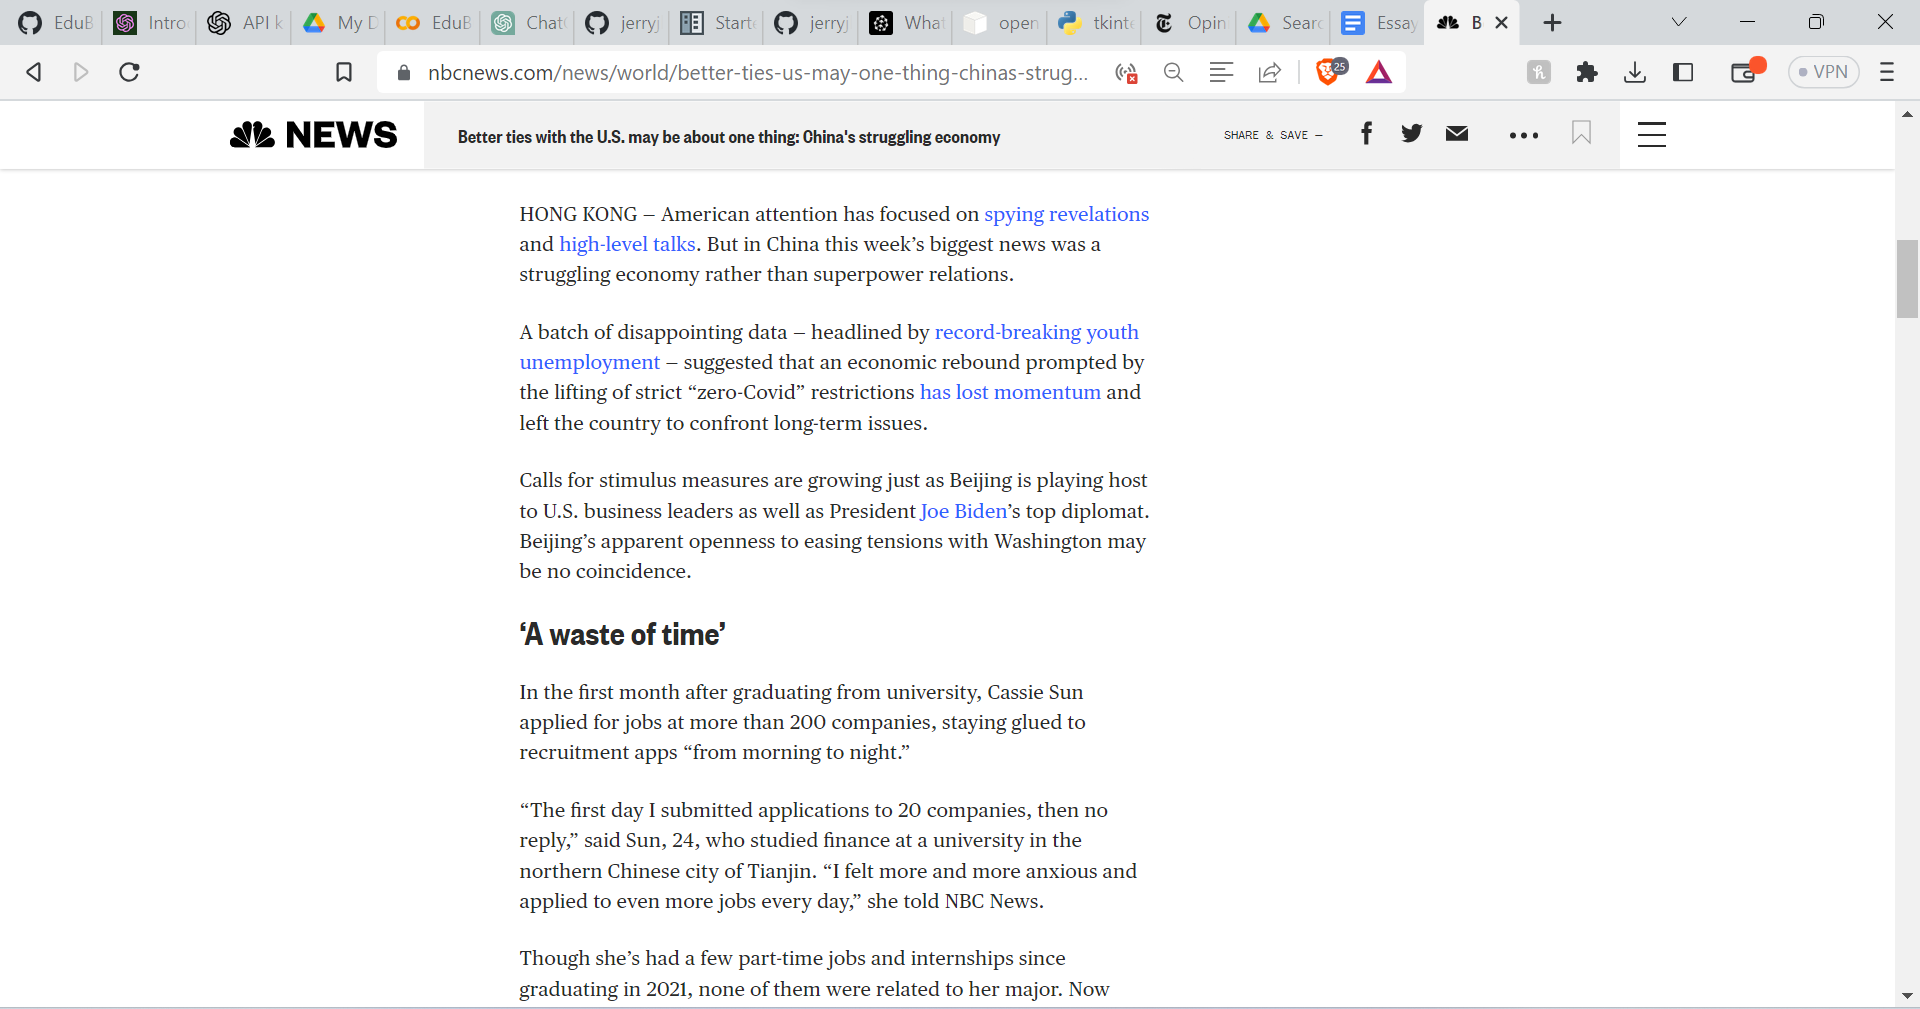 EduB
Intro
API k
My D
EduB
Chat
jerryj
Starte
jerryj
What
open
tkinte
Opin
Searc
Essay
B
nbcnews.com/news/world/better-ties-us-may-one-thing-chinas-strug...
25
VPN
NEWS
Better ties with the U.S. may be about one thing: China's struggling economy
SHARE & SAVE —
HONG KONG — American attention has focused on spying revelations
and high-level talks. But in China this week’s biggest news was a
struggling economy rather than superpower relations.
A batch of disappointing data — headlined by record-breaking youth
unemployment — suggested that an economic rebound prompted by
the lifting of strict “zero-Covid” restrictions has lost momentum and
left the country to confront long-term issues.
Calls for stimulus measures are growing just as Beijing is playing host
to U.S. business leaders as well as President Joe Biden’s top diplomat.
Beijing’s apparent openness to easing tensions with Washington may
be no coincidence.
‘A waste of time’
In the first month after graduating from university, Cassie Sun
applied for jobs at more than 200 companies, staying glued to
recruitment apps “from morning to night.”
“The first day I submitted applications to 20 companies, then no
reply,” said Sun, 24, who studied finance at a university in the
northern Chinese city of Tianjin. “I felt more and more anxious and
applied to even more jobs every day,” she told NBC News.
Though she’s had a few part-time jobs and internships since
graduating in 2021, none of them were related to her major. Now